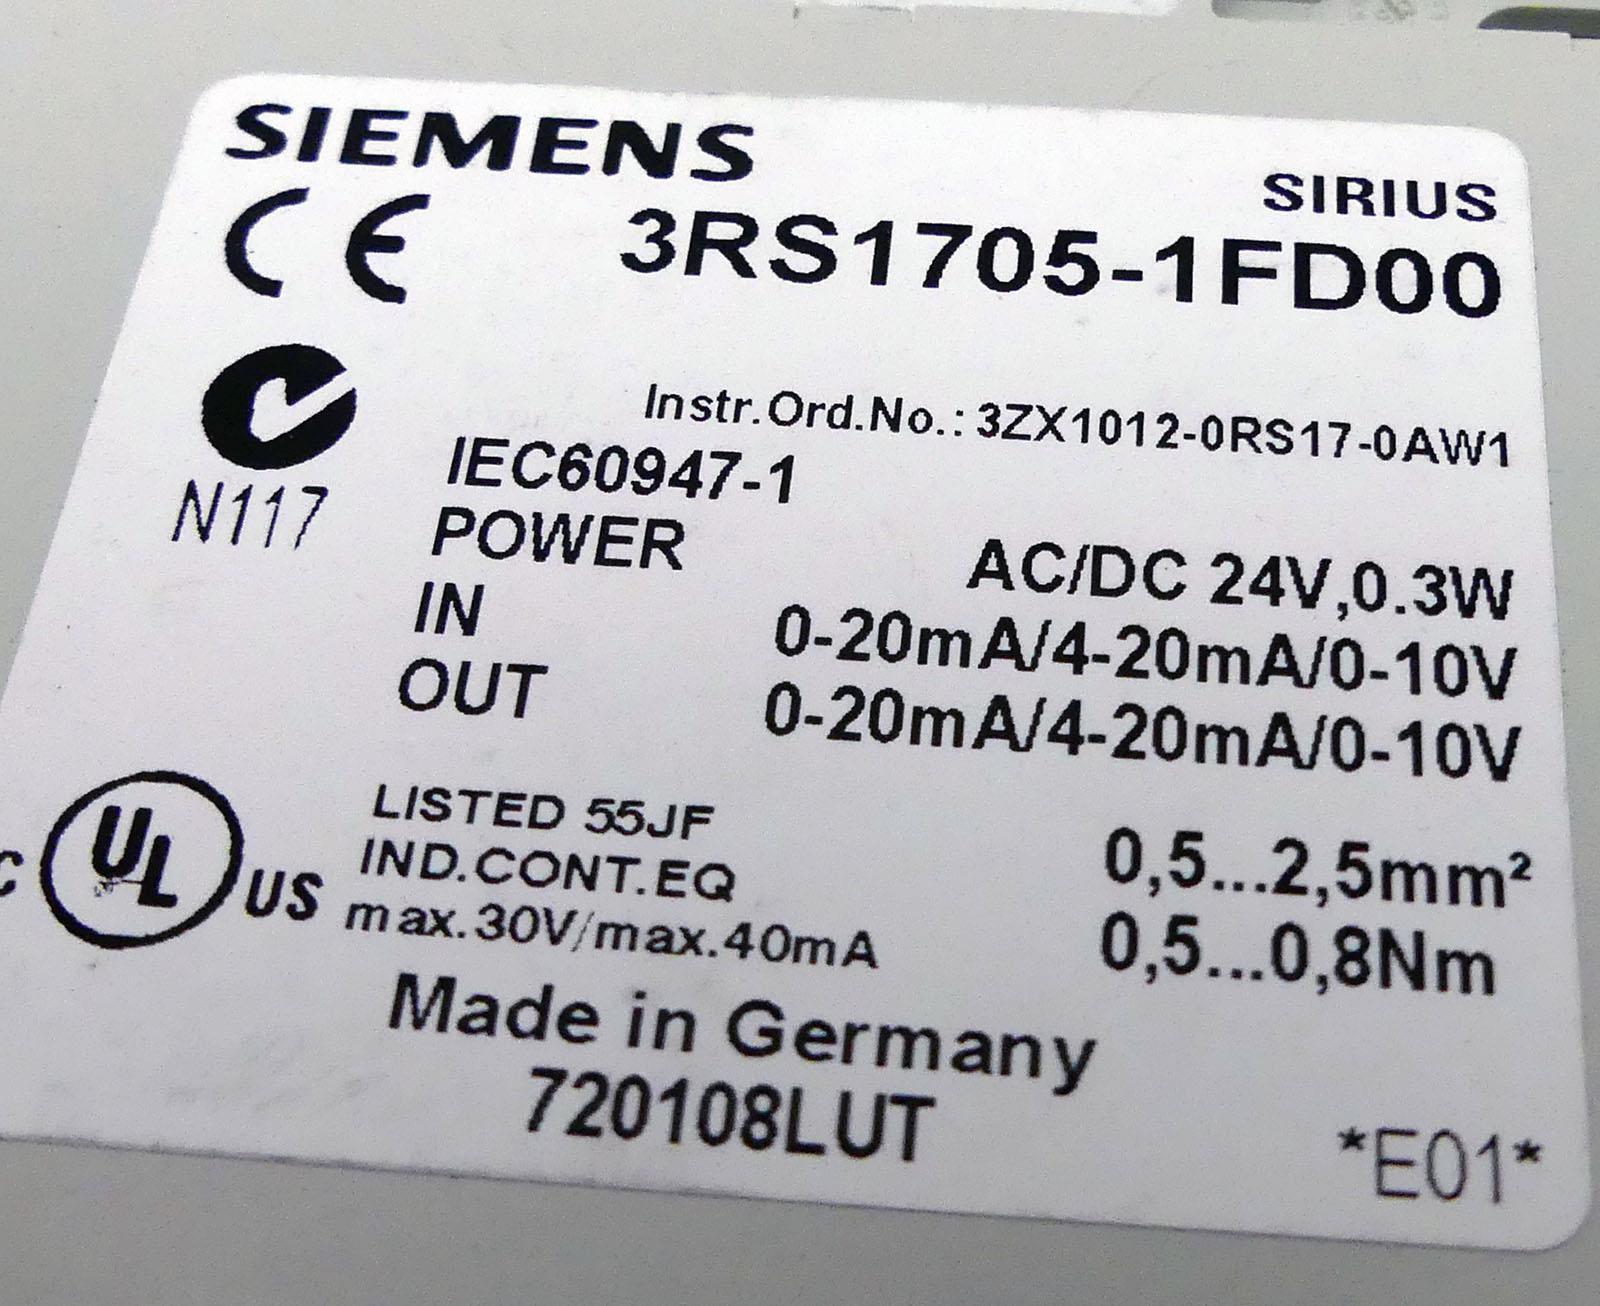 SIEMENS
SIRIUS
CE 3RS1705-1FD00
Instr.Ord.No.: 3ZX1012-0RS17-0AW1
N117
IEC60947-1
POWER AC/DC 24V,0.3W
IN 0-20mA/4-20mA/0-10V
OUT 0-20mA/4-20mA/0-10V
C UL US
LISTED 55JF
IND.CONT.EQ
max.30V/max.40mA
0,5...2,5mm²
0,5...0,8Nm
Made in Germany
720108LUT
*E01*